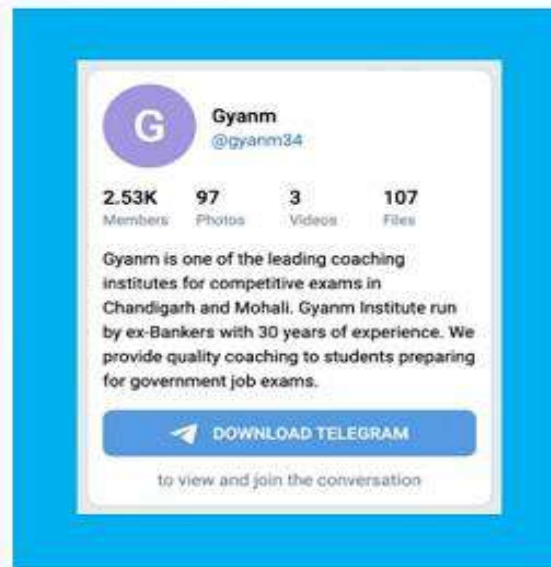 G
Gyanm
@gyanm34
2.53K 97 3 107
Members Photos Videos Files
Gyanm is one of the leading coaching
institutes for competitive exams in
Chandigarh and Mohali. Gyanm Institute run
by ex-Bankers with 30 years of experience. We
provide quality coaching to students preparing
for government job exams.
DOWNLOAD TELEGRAM
to view and join the conversation